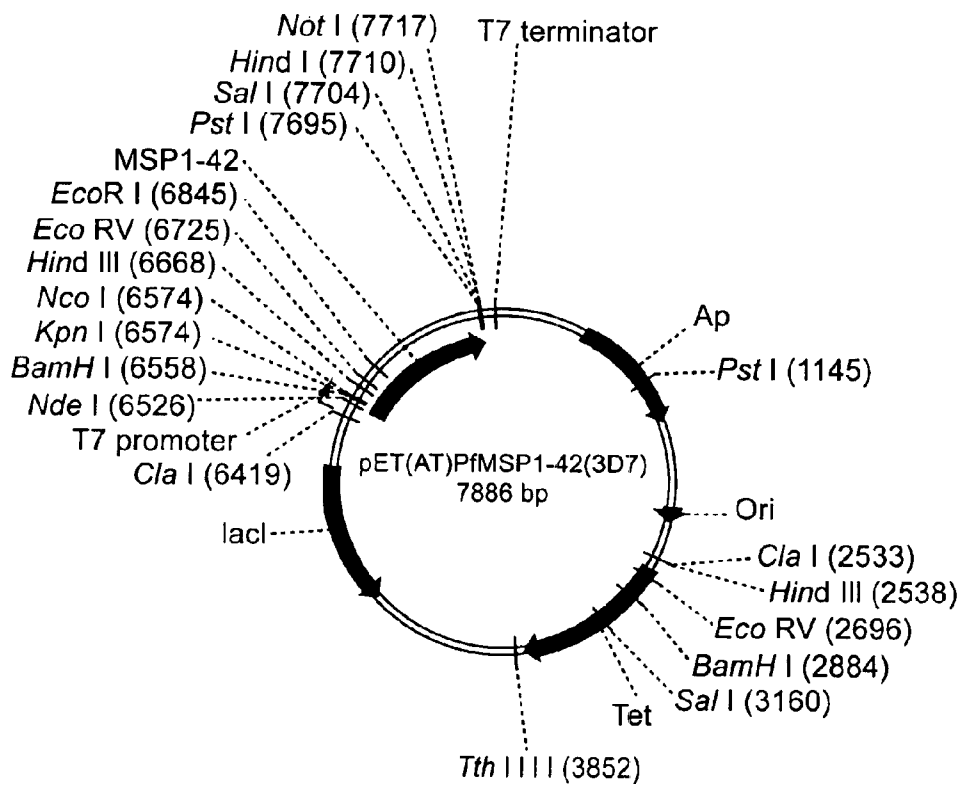 Not I (7717)
T7 terminator
Hind I (7710)
Sal I (7704)
Pst I (7695)
MSP1-42
EcoR I (6845)
Eco RV (6725)
Hind III (6668)
Nco I (6574)
Kpn I (6574)
BamH I (6558)
Nde I (6526)
T7 promoter
Cla I (6419)
lacI
Ap
Pst I (1145)
pET(AT)PfMSP1-42(3D7)
7886 bp
Ori
Cla I (2533)
Hind III (2538)
Eco RV (2696)
BamH I (2884)
Sal I (3160)
Tet
Tth I I I I (3852)